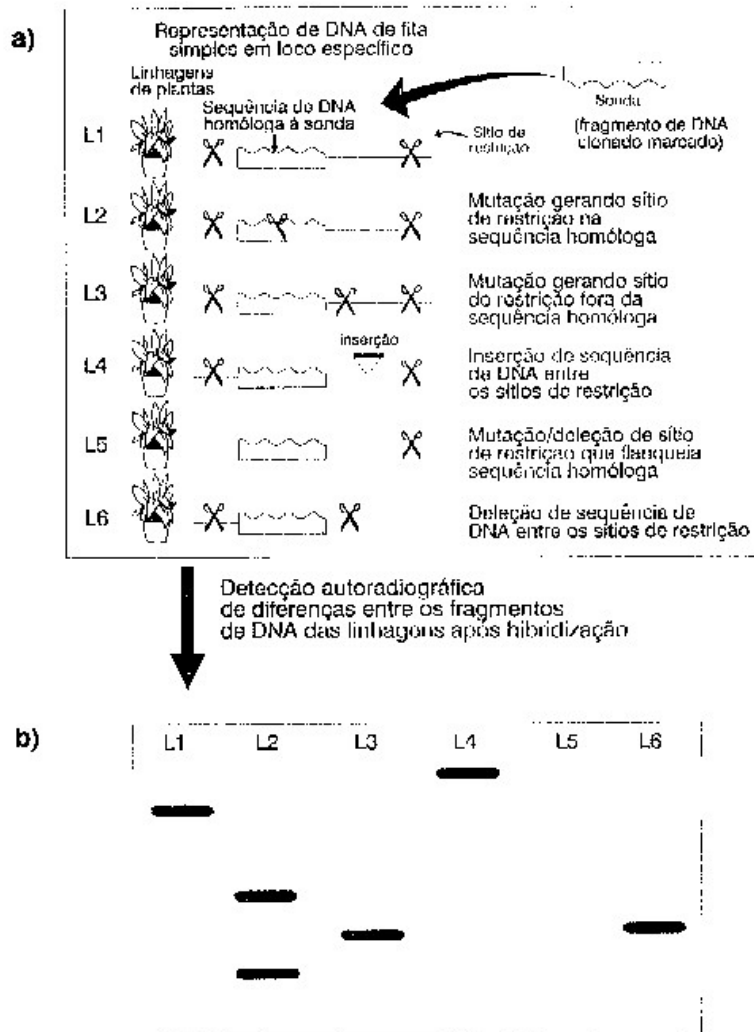 a)
Representação de DNA de fita
simples em loco específico
Linhagens
de plantas
Sequência de DNA
homóloga à sonda
Sítio de
restrição
Sonda
(fragmento de DNA
clonado marcado)
L1
L2
Mutação gerando sítio
de restrição na
sequência homóloga
L3
Mutação gerando sítio
de restrição fora da
sequência homóloga
inserção
L4
Inserção de sequência
de DNA entre
os sítios de restrição
L5
Mutação/deleção de sítio
de restrição que flanqueia
sequência homóloga
L6
Deleção de sequência de
DNA entre os sítios de restrição
Detecção autoradiográfica
de diferenças entre os fragmentos
de DNA das linhagens após hibridização
b)
L1 L2 L3 L4 L5 L6